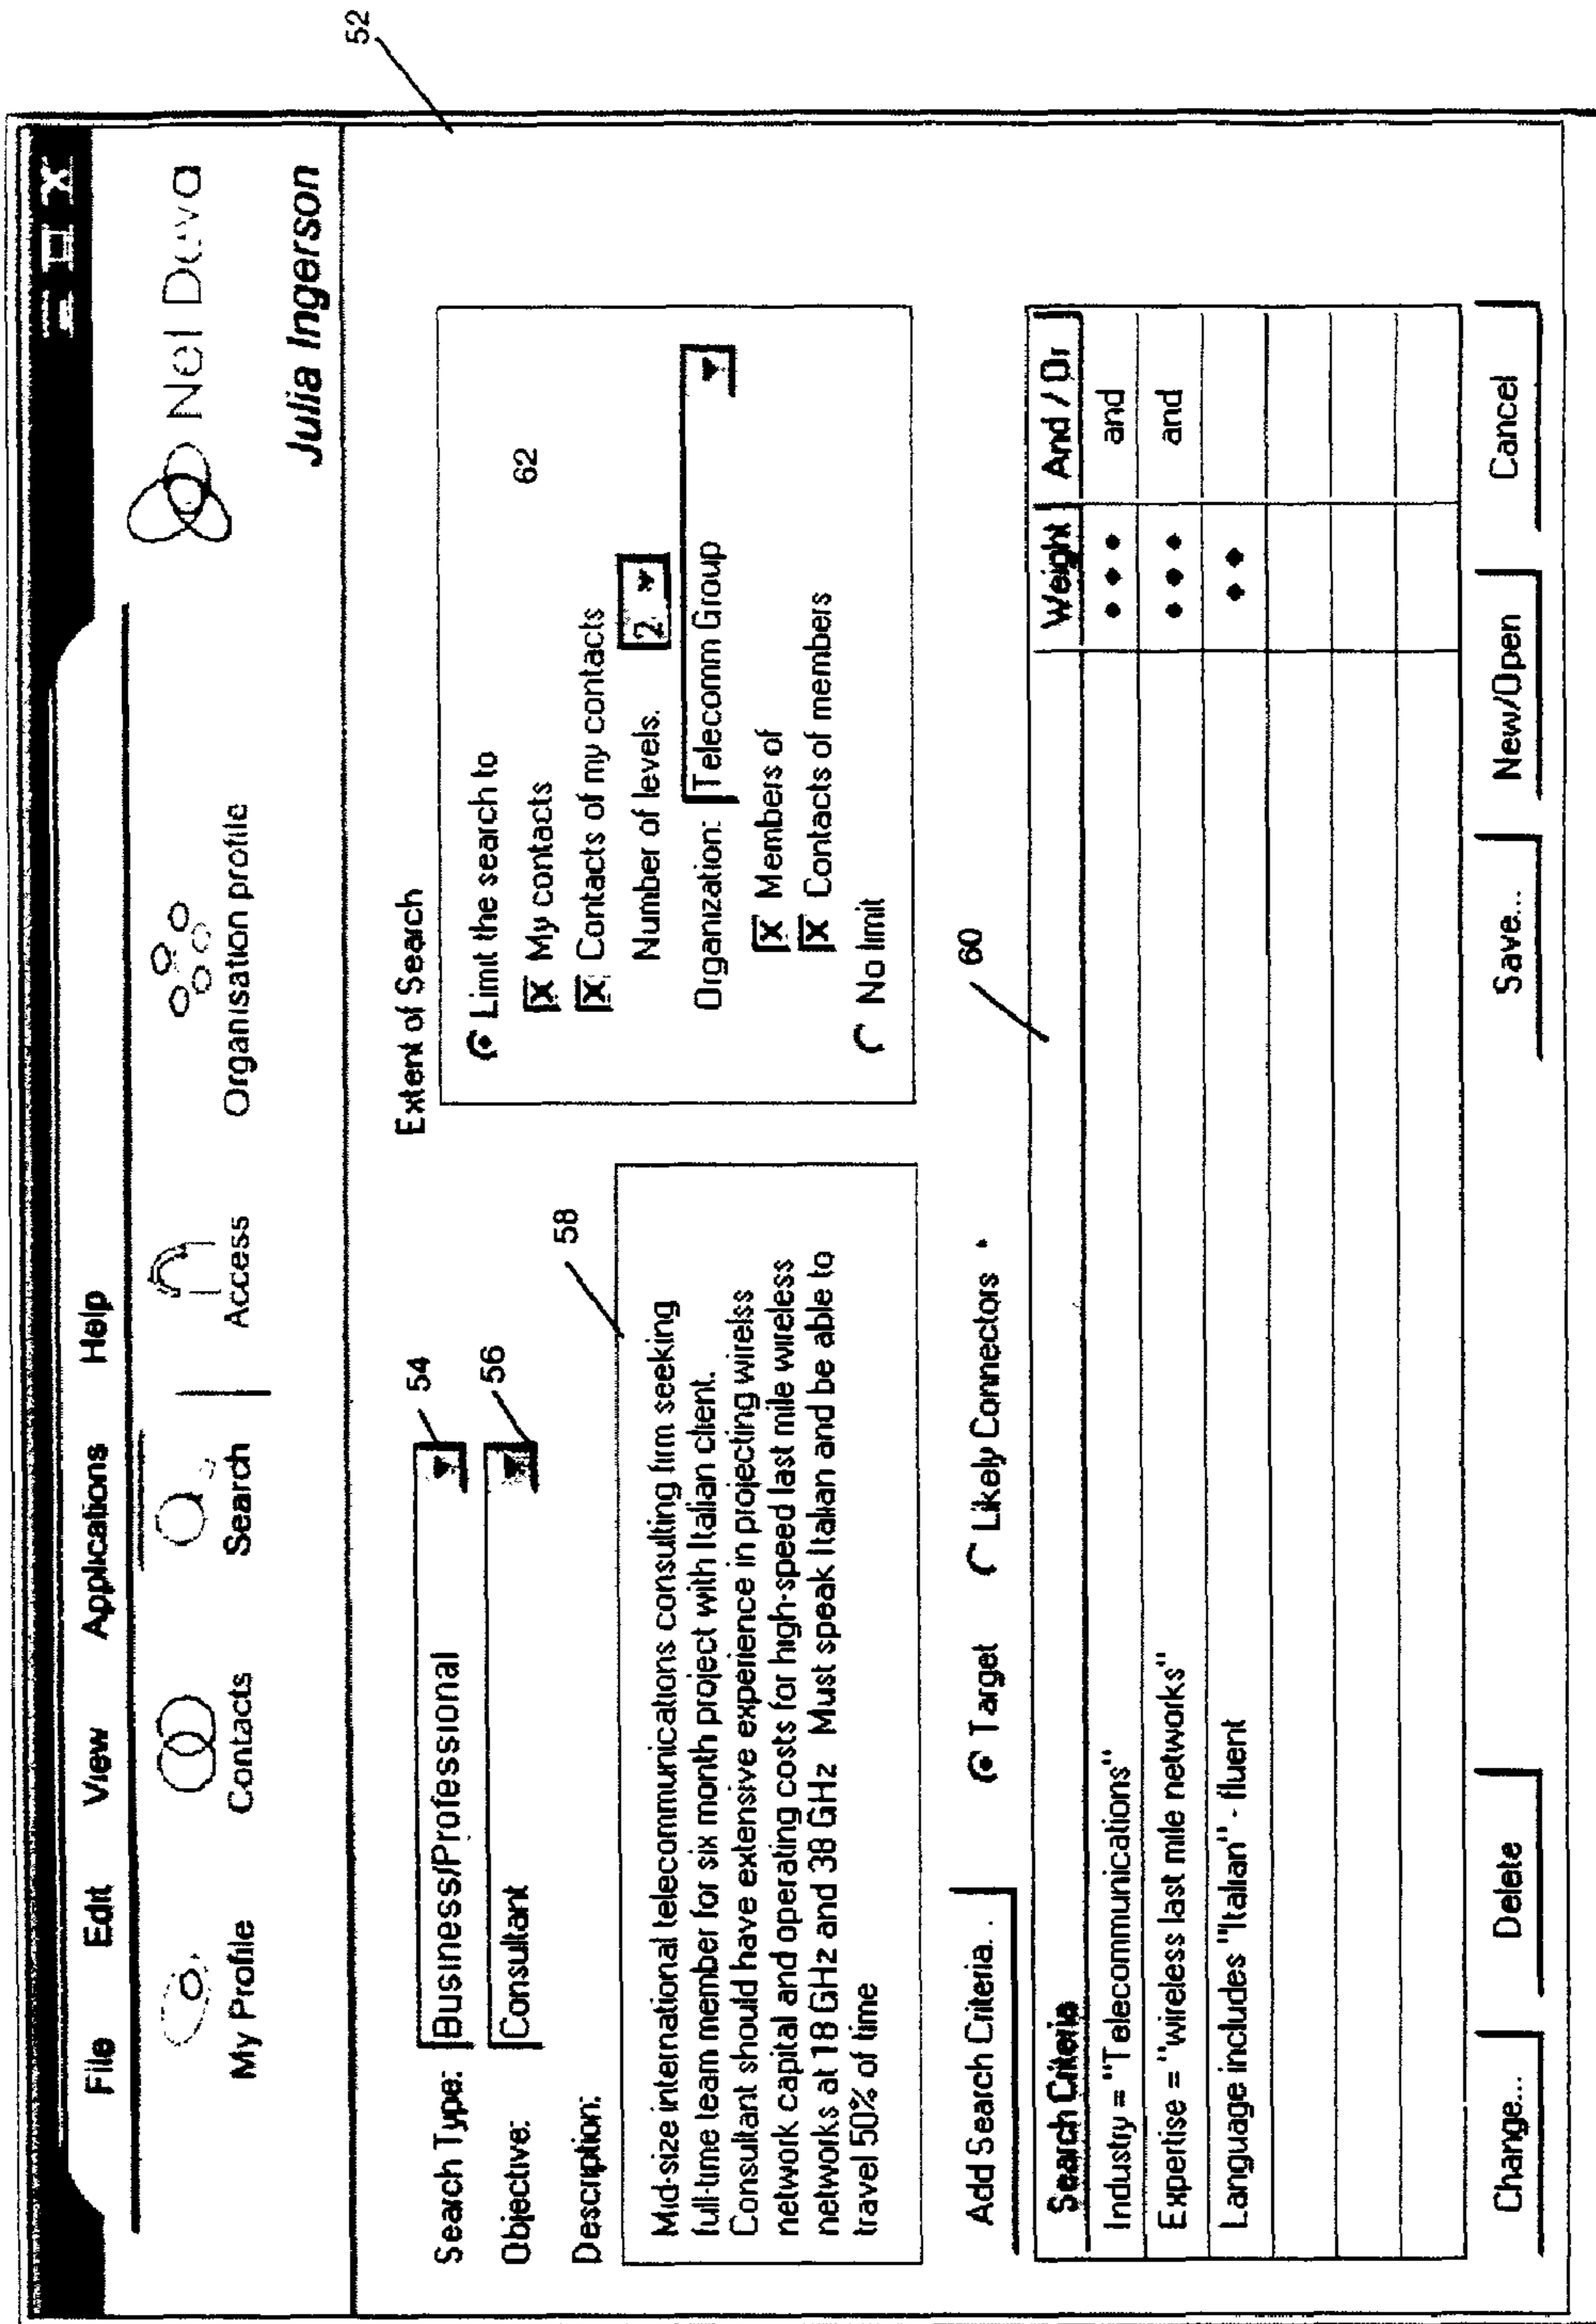 52
File Edit View Applications Help
My Profile Contacts Search Access Organisation profile
Nel Deva
Julia Ingerson
Search Type: Business/Professional
54
Objective: Consultant
56
Description:
58
Mid-size international telecommunications consulting firm seeking
full-time team member for six month project with Italian client.
Consultant should have extensive experience in projecting wirelss
network capital and operating costs for high-speed last mile wireless
networks at 18 GHz and 38 GHz Must speak Italian and be able to
travel 50% of time
Extent of Search
Limit the search to
62
My contacts
Contacts of my contacts
Number of levels. 2
Organization: Telecomm Group
Members of
Contacts of members
No limit
Add Search Criteria. . Target Likely Connectors
60
Search Criteria Weight And / Or
Industry = "Telecommunications" and
Expertise = "wireless last mile networks" and
Language includes "Italian" - fluent
Change... Delete Save... New/Open Cancel